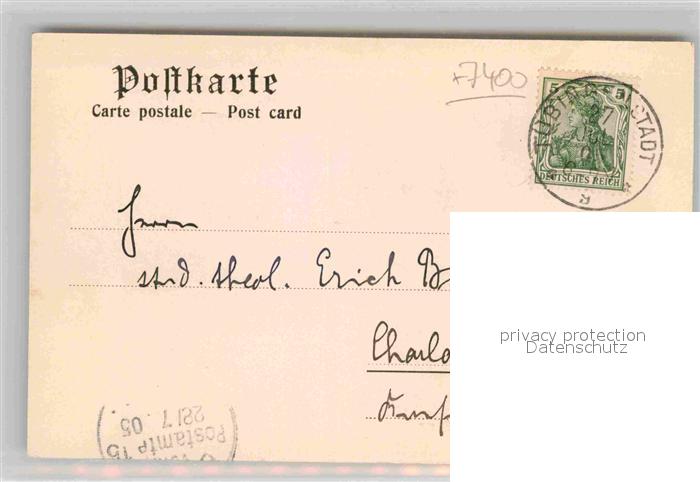 Postkarte
Carte postale — Post card
+7400
5 5
DEUTSCHES REICH
STADT
Herrn
stud. theol. Erich B
Charlo
privacy protection
Datenschutz
Postamt 15
28/7. 05.